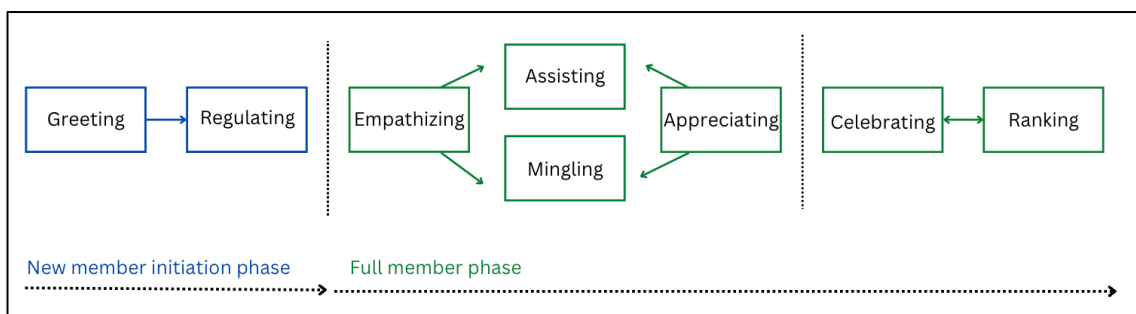 Greeting
Regulating
Empathizing
Assisting
Mingling
Appreciating
Celebrating
Ranking
New member initiation phase
Full member phase